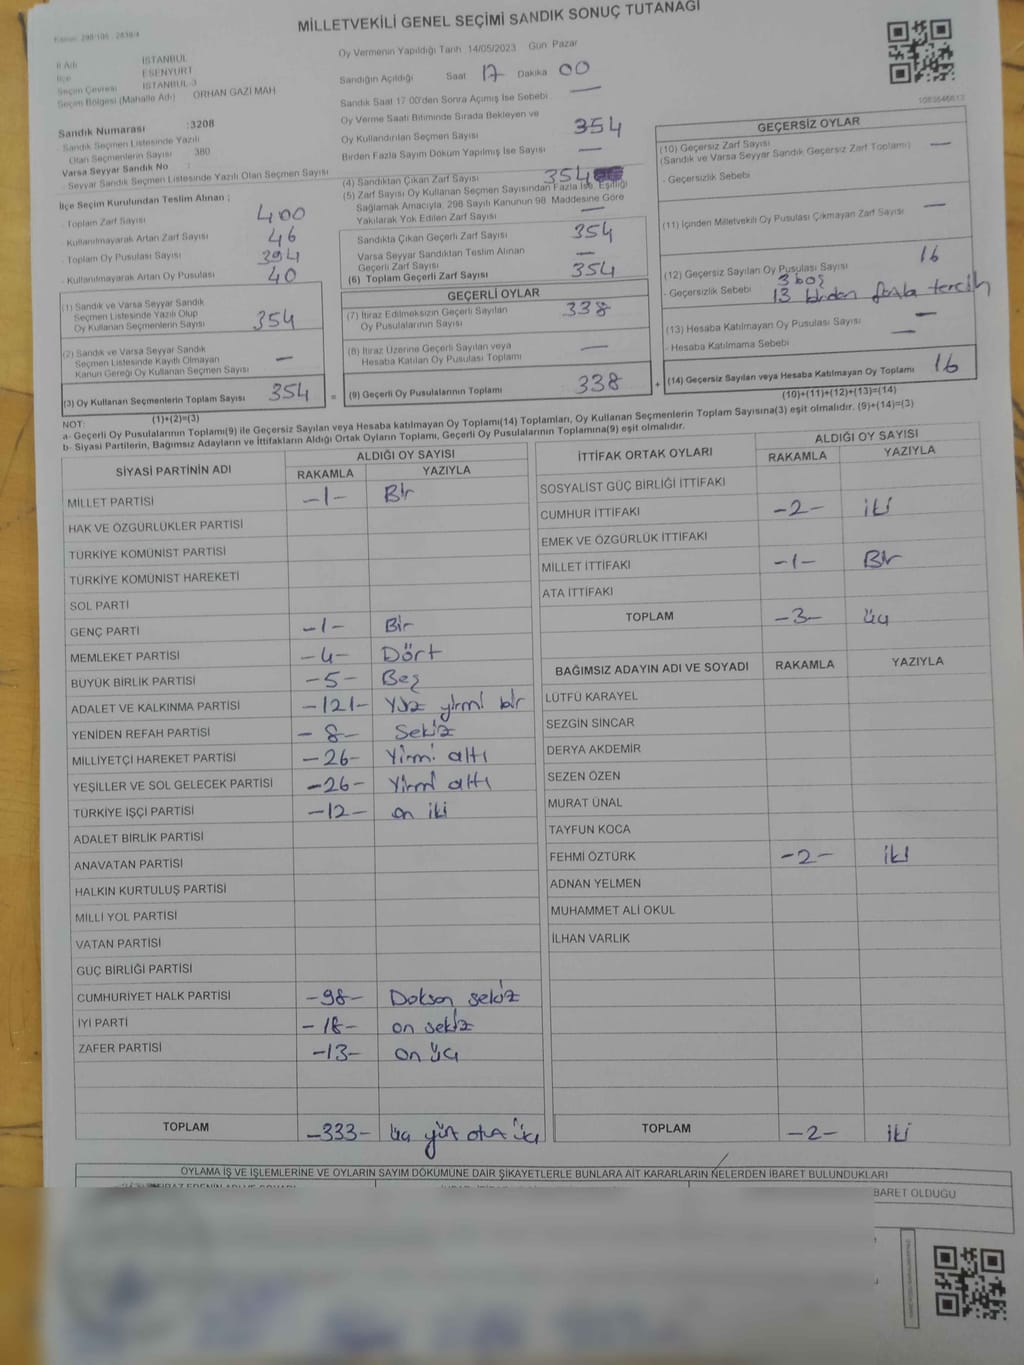 MİLLETVEKİLİ GENEL SEÇİMİ SANDIK SONUÇ TUTANAĞI
İl Adı İSTANBUL
İlçe ESENYURT
Seçim Çevresi İSTANBUL-3
Seçim Bölgesi (Mahalle Adı) ORHAN GAZİ MAH.
Oy Vermenin Yapıldığı Tarih 14/05/2023 Gün Pazar
Sandığın Açıldığı Saat 17 Dakika 00
Sandık Saat 17 00'den Sonra Açımış İse Sebebi —
Sandık Numarası :3208
- Sandık Seçmen Listesinde Yazılı
Olan Seçmenlerin Sayısı 380
Varsa Seyyar Sandık No :
- Seyyar Sandık Seçmen Listesinde Yazılı Olan Seçmen Sayısı
Oy Verme Saati Bitiminde Sırada Bekleyen ve
Oy Kullandırılan Seçmen Sayısı 354
Birden Fazla Sayım Döküm Yapılmış İse Sayısı —
İlçe Seçim Kurulundan Teslim Alınan ;
- Toplam Zarf Sayısı 400
- Kullanılmayarak Artan Zarf Sayısı 46
- Toplam Oy Pusulası Sayısı 394
- Kullanılmayarak Artan Oy Pusulası 40
(1) Sandık ve Varsa Seyyar Sandık
Seçmen Listesinde Yazılı Olup
Oy Kullanan Seçmenlerin Sayısı 354
(2) Sandık ve Varsa Seyyar Sandık
Seçmen Listesinde Kayıtlı Olmayan
Kanun Gereği Oy Kullanan Seçmen Sayısı —
(3) Oy Kullanan Seçmenlerin Toplam Sayısı 354
(1)+(2)=(3)
(4) Sandıktan Çıkan Zarf Sayısı 354
(5) Zarf Sayısı Oy Kullanan Seçmen Sayısından Fazla İse, Eşitliği
Sağlamak Amacıyla, 298 Sayılı Kanunun 98. Maddesine Göre
Yakılarak Yok Edilen Zarf Sayısı —
Sandıkta Çıkan Geçerli Zarf Sayısı 354
Varsa Seyyar Sandıktan Teslim Alınan
Geçerli Zarf Sayısı —
(6) Toplam Geçerli Zarf Sayısı 354
GEÇERLİ OYLAR
(7) İtiraz Edilmeksizin Geçerli Sayılan
Oy Pusulalarının Sayısı 338
(8) İtiraz Üzerine Geçerli Sayılan veya
Hesaba Katılan Oy Pusulası Toplamı —
= (9) Geçerli Oy Pusulalarının Toplamı 338 +
1083646613
GEÇERSİZ OYLAR
(10) Geçersiz Zarf Sayısı —
(Sandık ve Varsa Seyyar Sandık Geçersiz Zarf Toplamı)
- Geçersizlik Sebebi
(11) İçinden Milletvekili Oy Pusulası Çıkmayan Zarf Sayısı —
(12) Geçersiz Sayılan Oy Pusulası Sayısı 16
- Geçersizlik Sebebi 3 boş
13 birden fazla tercih
(13) Hesaba Katılmayan Oy Pusulası Sayısı —
- Hesaba Katılmama Sebebi —
(14) Geçersiz Sayılan veya Hesaba Katılmayan Oy Toplamı 16
(10)+(11)+(12)+(13)=(14)
NOT:
a- Geçerli Oy Pusulalarının Toplamı(9) ile Geçersiz Sayılan veya Hesaba katılmayan Oy Toplamı(14) Toplamları, Oy Kullanan Seçmenlerin Toplam Sayısına(3) eşit olmalıdır. (9)+(14)=(3)
b- Siyasi Partilerin, Bağımsız Adayların ve İttifakların Aldığı Ortak Oyların Toplamı, Geçerli Oy Pusulalarının Toplamına(9) eşit olmalıdır.
SİYASİ PARTİNİN ADI ALDIĞI OY SAYISI
RAKAMLA YAZIYLA
MİLLET PARTİSİ -1- Bir
HAK VE ÖZGÜRLÜKLER PARTİSİ
TÜRKİYE KOMÜNİST PARTİSİ
TÜRKİYE KOMÜNİST HAREKETİ
SOL PARTİ
GENÇ PARTİ -1- Bir
MEMLEKET PARTİSİ -4- Dört
BÜYÜK BİRLİK PARTİSİ -5- Beş
ADALET VE KALKINMA PARTİSİ -121- Yüz yirmi bir
YENİDEN REFAH PARTİSİ -8- Sekiz
MİLLİYETÇİ HAREKET PARTİSİ -26- Yirmi altı
YEŞİLLER VE SOL GELECEK PARTİSİ -26- Yirmi altı
TÜRKİYE İŞÇİ PARTİSİ -12- on iki
ADALET BİRLİK PARTİSİ
ANAVATAN PARTİSİ
HALKIN KURTULUŞ PARTİSİ
MİLLİ YOL PARTİSİ
VATAN PARTİSİ
GÜÇ BİRLİĞİ PARTİSİ
CUMHURİYET HALK PARTİSİ -98- Doksan sekiz
İYİ PARTİ -18- on sekiz
ZAFER PARTİSİ -13- on üç
TOPLAM -333- üç yüz otuz üç
İTTİFAK ORTAK OYLARI ALDIĞI OY SAYISI
RAKAMLA YAZIYLA
SOSYALİST GÜÇ BİRLİĞİ İTTİFAKI
CUMHUR İTTİFAKI -2- iki
EMEK VE ÖZGÜRLÜK İTTİFAKI
MİLLET İTTİFAKI -1- Bir
ATA İTTİFAKI
TOPLAM -3- üç
BAĞIMSIZ ADAYIN ADI VE SOYADI RAKAMLA YAZIYLA
LÜTFÜ KARAYEL
SEZGİN SİNCAR
DERYA AKDEMİR
SEZEN ÖZEN
MURAT ÜNAL
TAYFUN KOCA
FEHMİ ÖZTÜRK -2- iki
ADNAN YELMEN
MUHAMMET ALİ OKUL
İLHAN VARLIK
TOPLAM -2- iki
OYLAMA İŞ VE İŞLEMLERİNE VE OYLARIN SAYIM DÖKÜMÜNE DAİR ŞİKAYETLERLE BUNLARA AİT KARARLARIN NELERDEN İBARET BULUNDUKLARI
BARET OLDUĞU